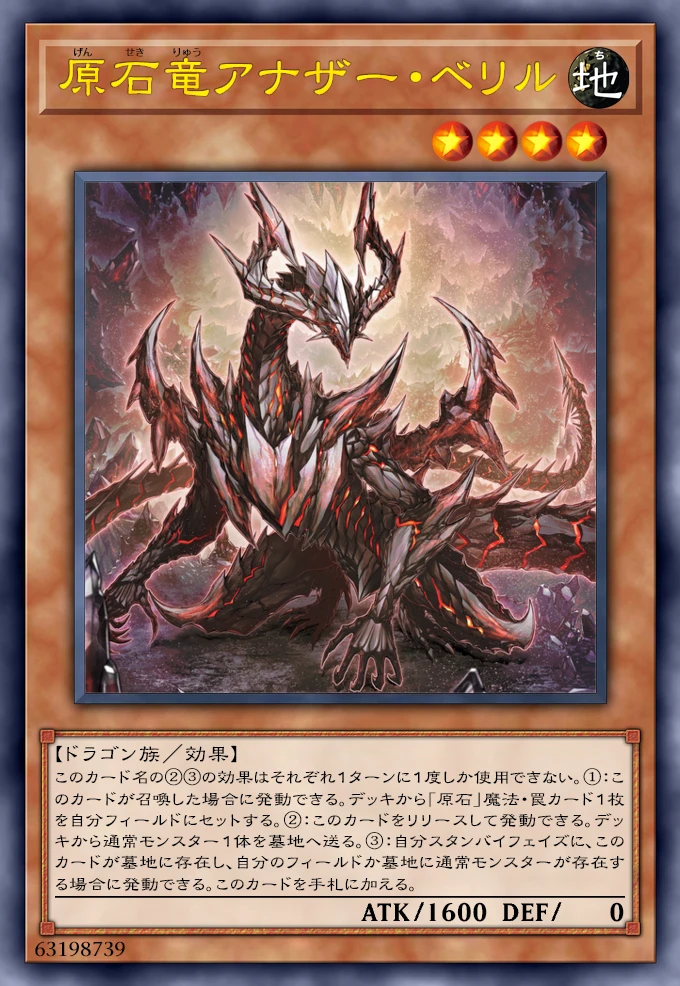 げん せき りゅう
原石竜アナザー・ベリル
ち
地
【ドラゴン族／効果】
このカード名の②③の効果はそれぞれ1ターンに1度しか使用できない。①：こ
のカードが召喚した場合に発動できる。デッキから「原石」魔法・罠カード1枚
を自分フィールドにセットする。②：このカードをリリースして発動できる。デッ
キから通常モンスター1体を墓地へ送る。③：自分スタンバイフェイズに、この
カードが墓地に存在し、自分のフィールドか墓地に通常モンスターが存在す
る場合に発動できる。このカードを手札に加える。
ATK/1600 DEF/ 0
63198739